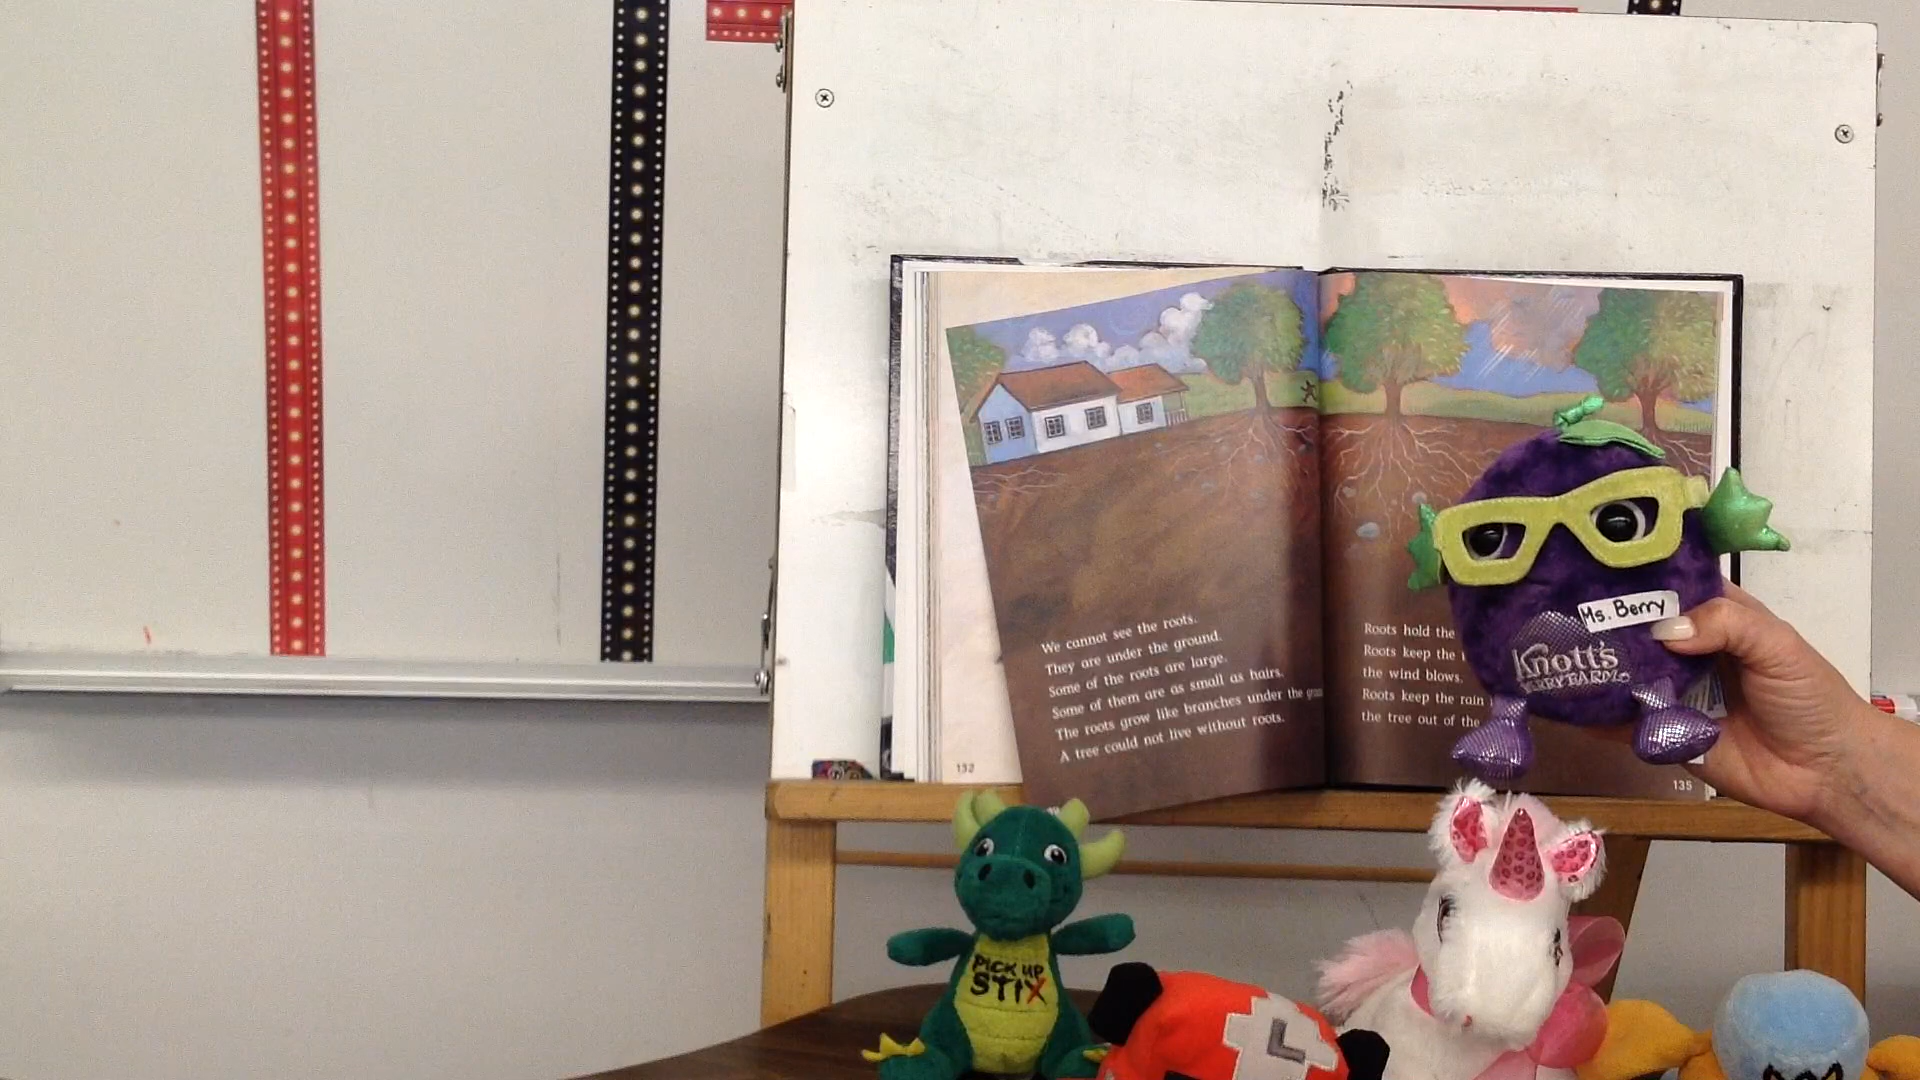 We cannot see the roots.
They are under the ground.
Some of the roots are large.
Some of them are as small as hairs.
The roots grow like branches under the
A tree could not live without roots.
132
Roots hold the
Roots keep the
the wind blows.
Roots keep the rain
the tree out of the
135
Ms. Berry
Knott's
PICK UP
STIX